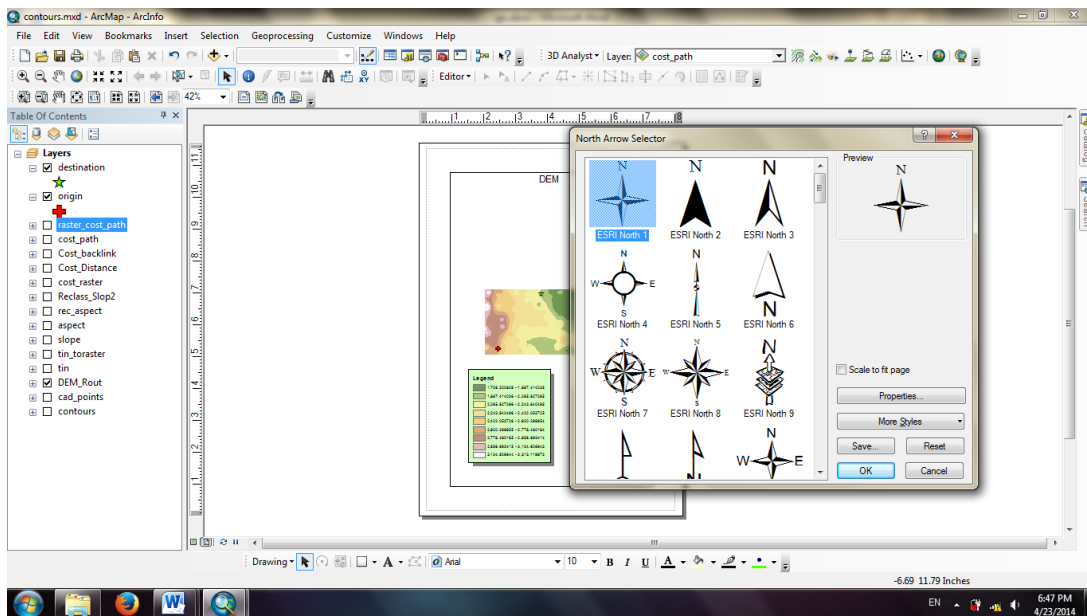 contours.mxd - ArcMap - ArcInfo
File Edit View Bookmarks Insert Selection Geoprocessing Customize Windows Help
3D Analyst Layer: cost_path
Editor
42%
Table Of Contents
Layers
destination
origin
raster_cost_path
cost_path
Cost_backlink
Cost_Distance
cost_raster
Reclass_Slop2
rec_aspect
aspect
slope
tin_toraster
tin
DEM_Rout
cad_points
contours
DEM
Legend
North Arrow Selector
N N N
ESRI North 1 ESRI North 2 ESRI North 3
N N
W E
S N
ESRI North 4 ESRI North 5 ESRI North 6
N N N
W E W E
S S
ESRI North 7 ESRI North 8 ESRI North 9
N
W E
Preview
N
Scale to fit page
Properties...
More Styles
Save... Reset
OK Cancel
Drawing A Arial 10 B I U A
-6.69 11.79 Inches
EN
6:47 PM
4/23/2014